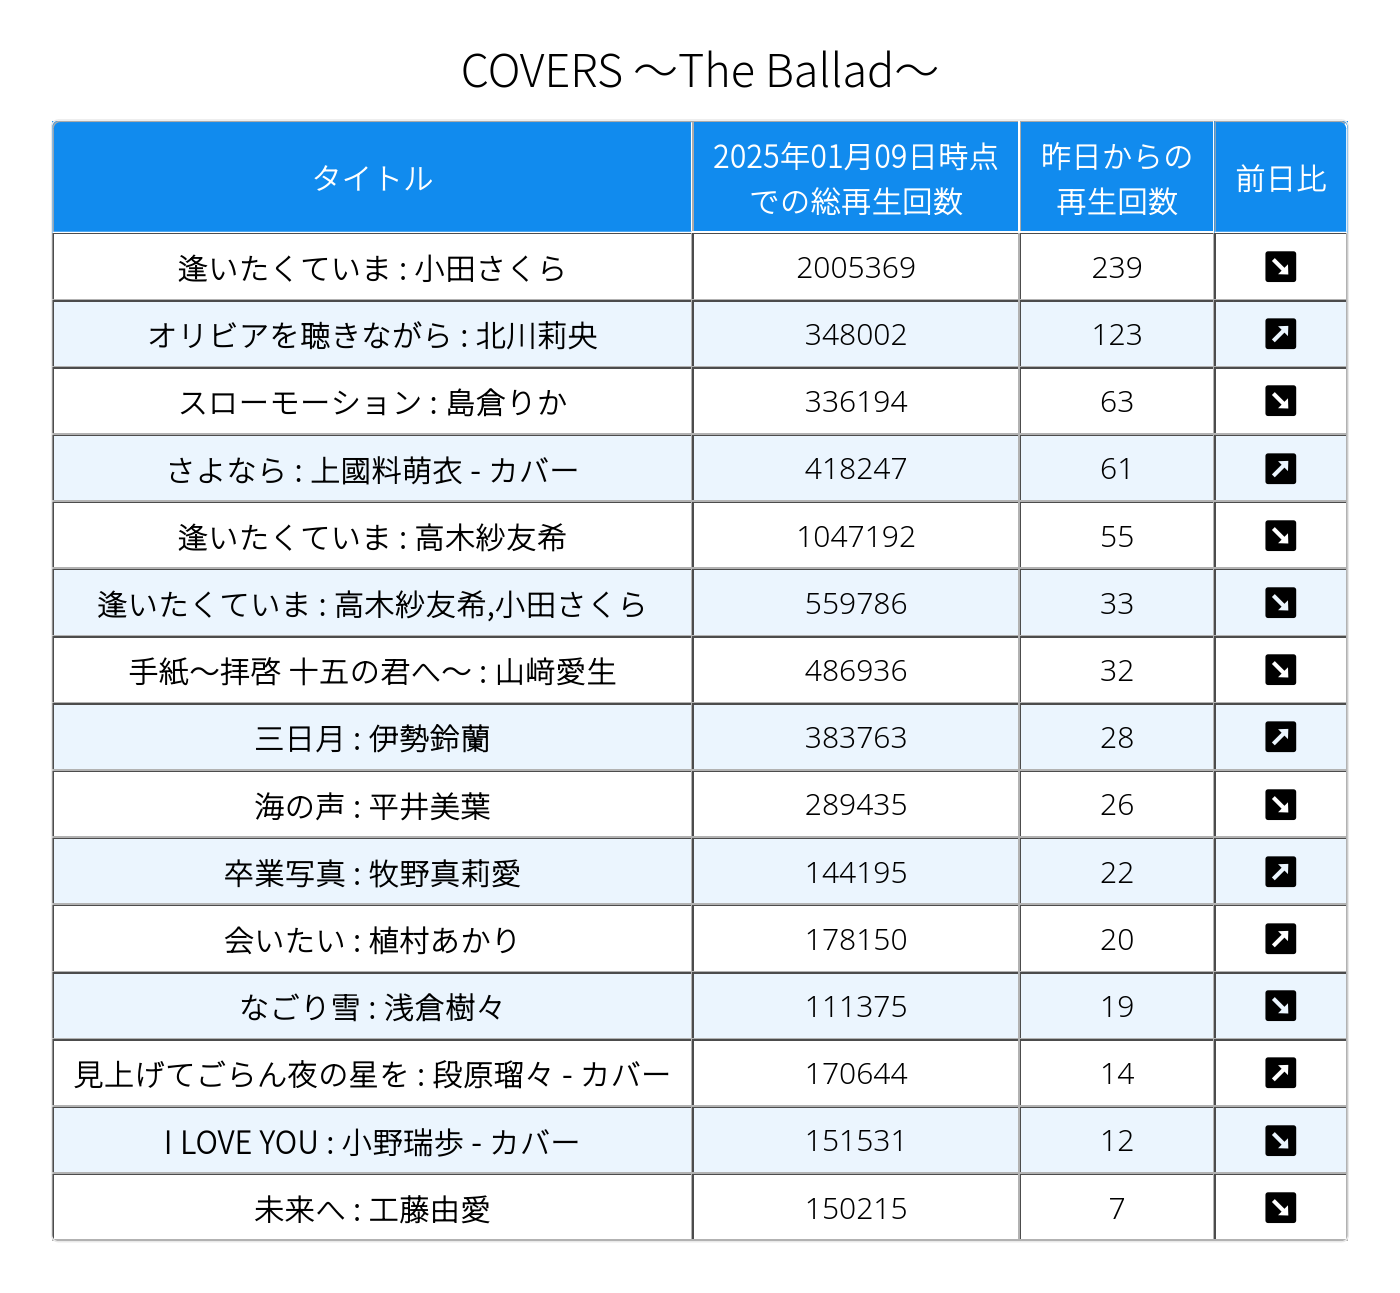 COVERS ～The Ballad～
タイトル 2025年01月09日時点での総再生回数 昨日からの再生回数 前日比
逢いたくていま : 小田さくら 2005369 239 ↘
オリビアを聴きながら : 北川莉央 348002 123 ↗
スローモーション : 島倉りか 336194 63 ↘
さよなら : 上國料萌衣 - カバー 418247 61 ↗
逢いたくていま : 高木紗友希 1047192 55 ↘
逢いたくていま : 高木紗友希,小田さくら 559786 33 ↘
手紙～拝啓 十五の君へ～ : 山﨑愛生 486936 32 ↘
三日月 : 伊勢鈴蘭 383763 28 ↗
海の声 : 平井美葉 289435 26 ↘
卒業写真 : 牧野真莉愛 144195 22 ↗
会いたい : 植村あかり 178150 20 ↗
なごり雪 : 浅倉樹々 111375 19 ↘
見上げてごらん夜の星を : 段原瑠々 - カバー 170644 14 ↗
I LOVE YOU : 小野瑞歩 - カバー 151531 12 ↘
未来へ : 工藤由愛 150215 7 ↘